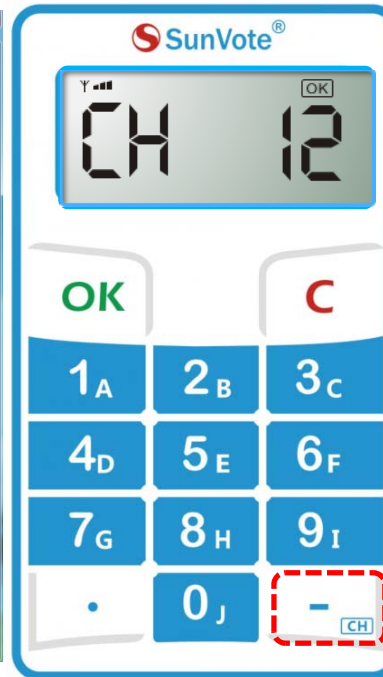 SunVote®
OK
CH 12
OK C
1A 2B 3C
4D 5E 6F
7G 8H 9I
. 0J -
CH